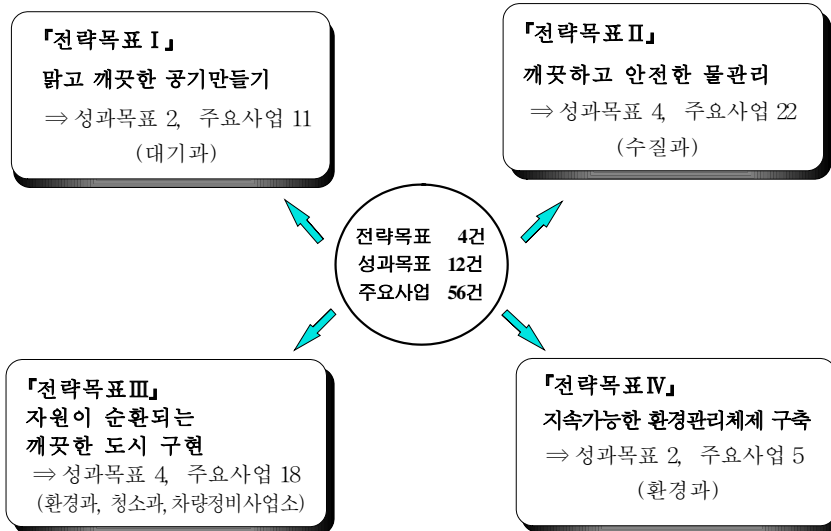 『전략목표Ⅰ』
맑고 깨끗한 공기만들기
⇒ 성과목표 2, 주요사업 11
(대기과)
『전략목표Ⅱ』
깨끗하고 안전한 물관리
⇒ 성과목표 4, 주요사업 22
(수질과)
전략목표 4건
성과목표 12건
주요사업 56건
『전략목표Ⅲ』
자원이 순환되는
깨끗한 도시 구현
⇒ 성과목표 4, 주요사업 18
(환경과, 청소과, 차량정비사업소)
『전략목표Ⅳ』
지속가능한 환경관리체제 구축
⇒ 성과목표 2, 주요사업 5
(환경과)